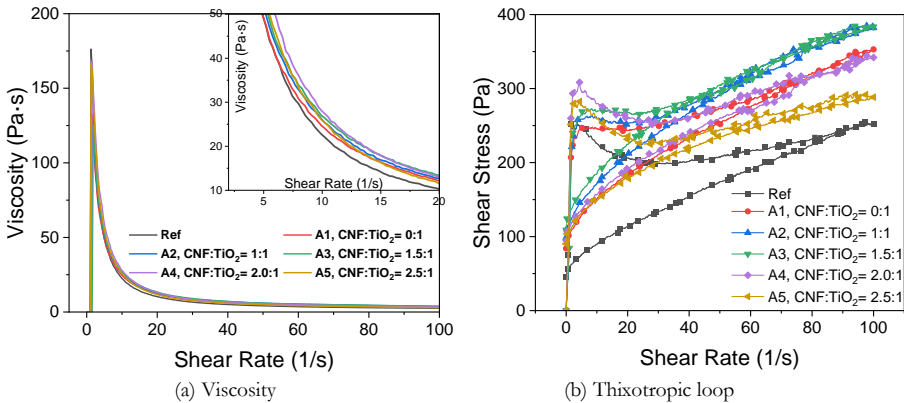 (a)
50
40
30
20
10
Viscosity (Pa·s)
5
10
15
20
Shear Rate (1/s)
200
150
100
50
0
Viscosity (Pa·s)
Ref
A1, CNF:TiO₂= 0:1
A2, CNF:TiO₂= 1:1
A3, CNF:TiO₂= 1.5:1
A4, CNF:TiO₂= 2.0:1
A5, CNF:TiO₂= 2.5:1
0 20 40 60 80 100
Shear Rate (1/s)
(a) Viscosity
(b)
500
400
300
200
100
0
Shear Stress (Pa)
Ref
A1, CNF:TiO₂= 0:1
A2, CNF:TiO₂= 1:1
A3, CNF:TiO₂= 1.5:1
A4, CNF:TiO₂= 2.0:1
A5, CNF:TiO₂= 2.5:1
0 20 40 60 80 100
Shear Rate (1/s)
(b) Thixotropic loop